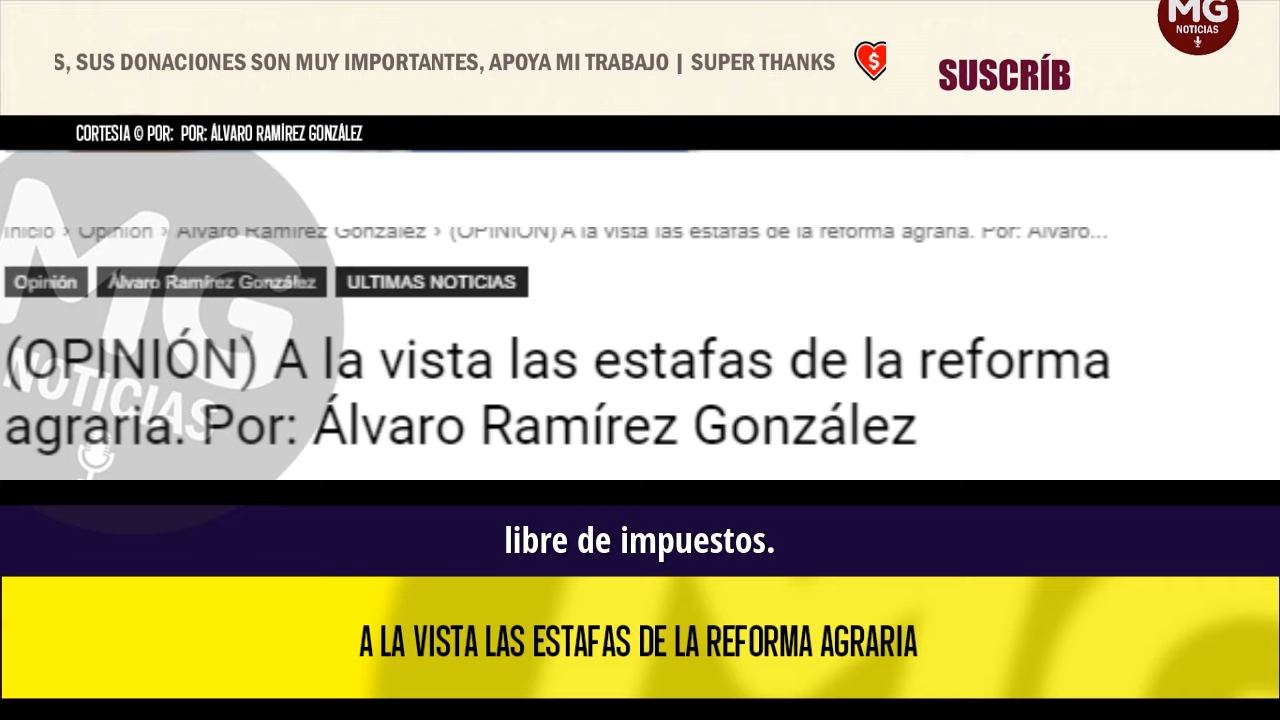 MG
NOTICIAS
S, SUS DONACIONES SON MUY IMPORTANTES, APOYA MI TRABAJO | SUPER THANKS
SUSCRÍB
CORTESIA © POR: POR: ÁLVARO RAMÍREZ GONZÁLEZ
Inicio › Opinión › Álvaro Ramírez González › (OPINIÓN) A la vista las estafas de la reforma agraria. Por: Álvaro...
Opinión Álvaro Ramírez González ULTIMAS NOTICIAS
(OPINIÓN) A la vista las estafas de la reforma
agraria. Por: Álvaro Ramírez González
MG
NOTICIAS
libre de impuestos.
A LA VISTA LAS ESTAFAS DE LA REFORMA AGRARIA